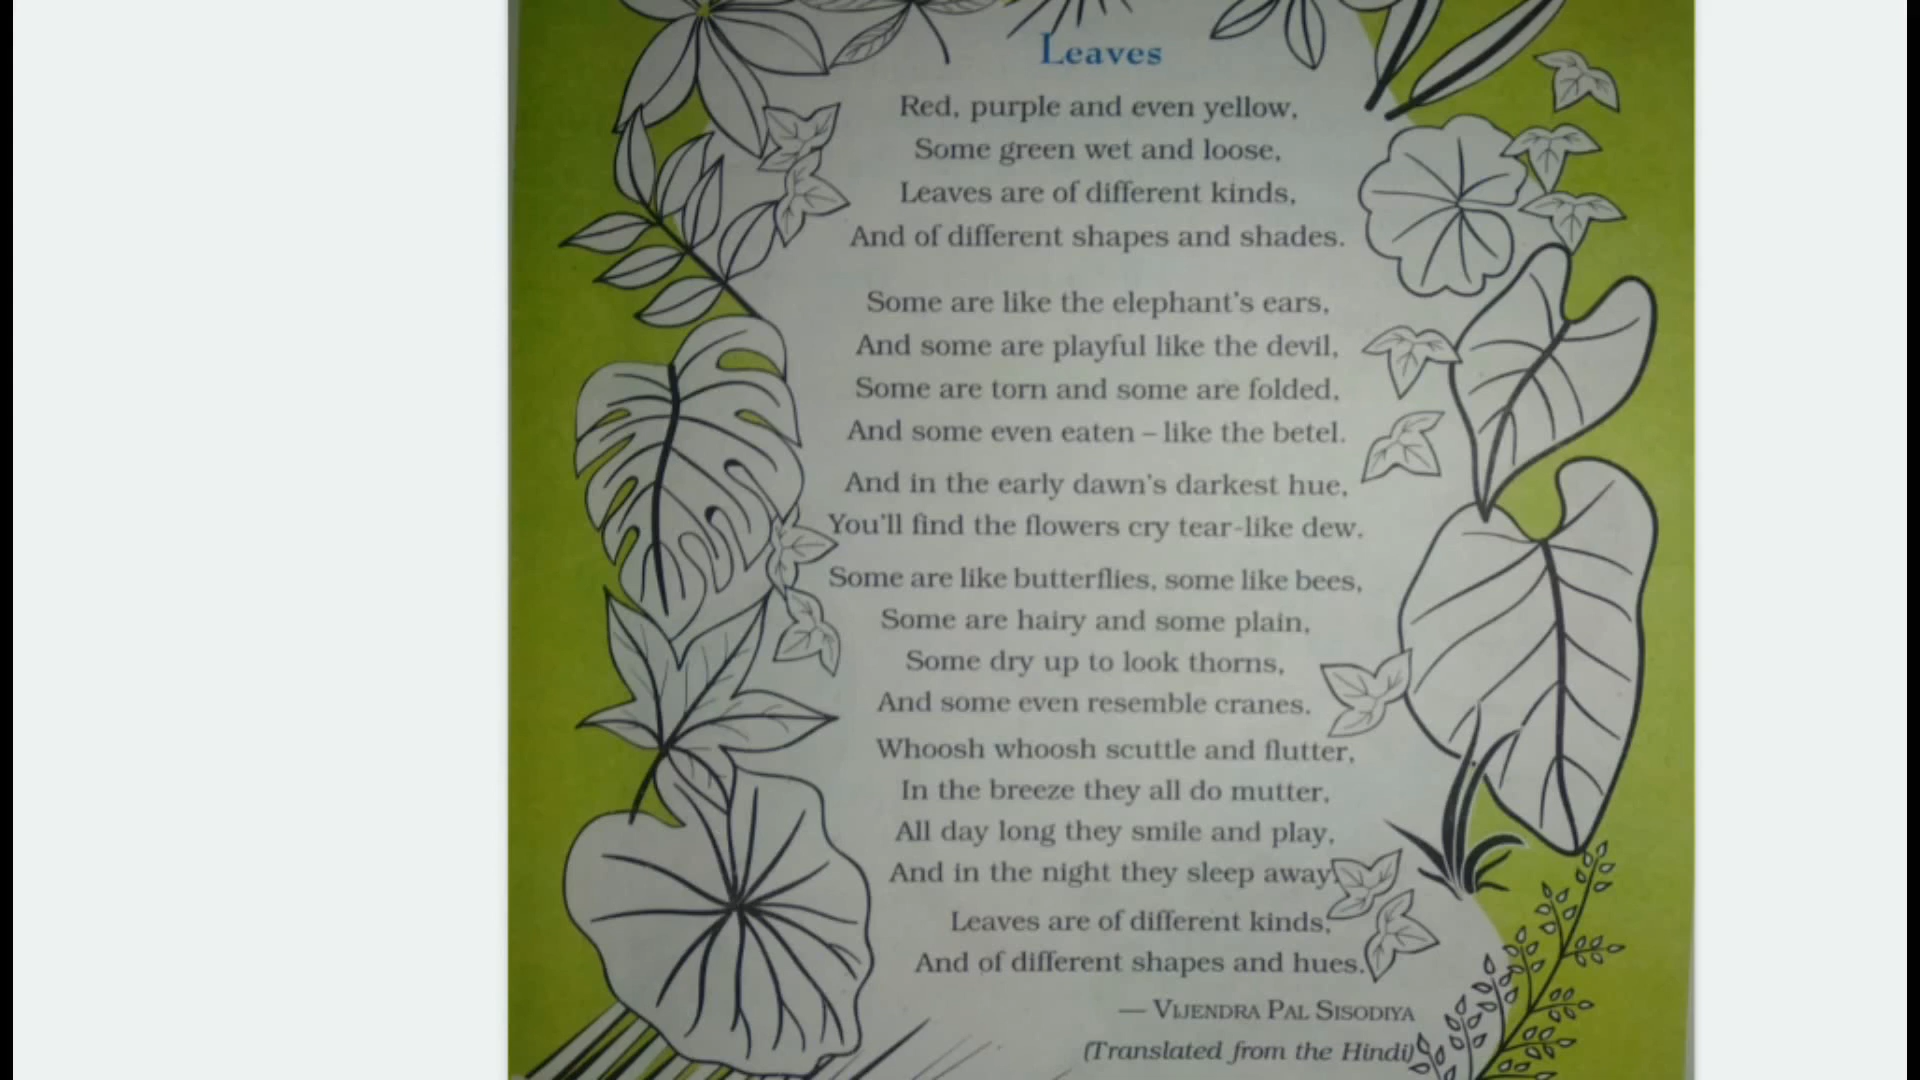 Leaves
Red, purple and even yellow,
Some green wet and loose,
Leaves are of different kinds,
And of different shapes and shades.
Some are like the elephant's ears,
And some are playful like the devil,
Some are torn and some are folded,
And some even eaten – like the betel.
And in the early dawn's darkest hue,
You'll find the flowers cry tear-like dew.
Some are like butterflies, some like bees,
Some are hairy and some plain,
Some dry up to look thorns,
And some even resemble cranes.
Whoosh whoosh scuttle and flutter,
In the breeze they all do mutter,
All day long they smile and play,
And in the night they sleep away
Leaves are of different kinds,
And of different shapes and hues.
— VIJENDRA PAL SISODIYA
(Translated from the Hindi)